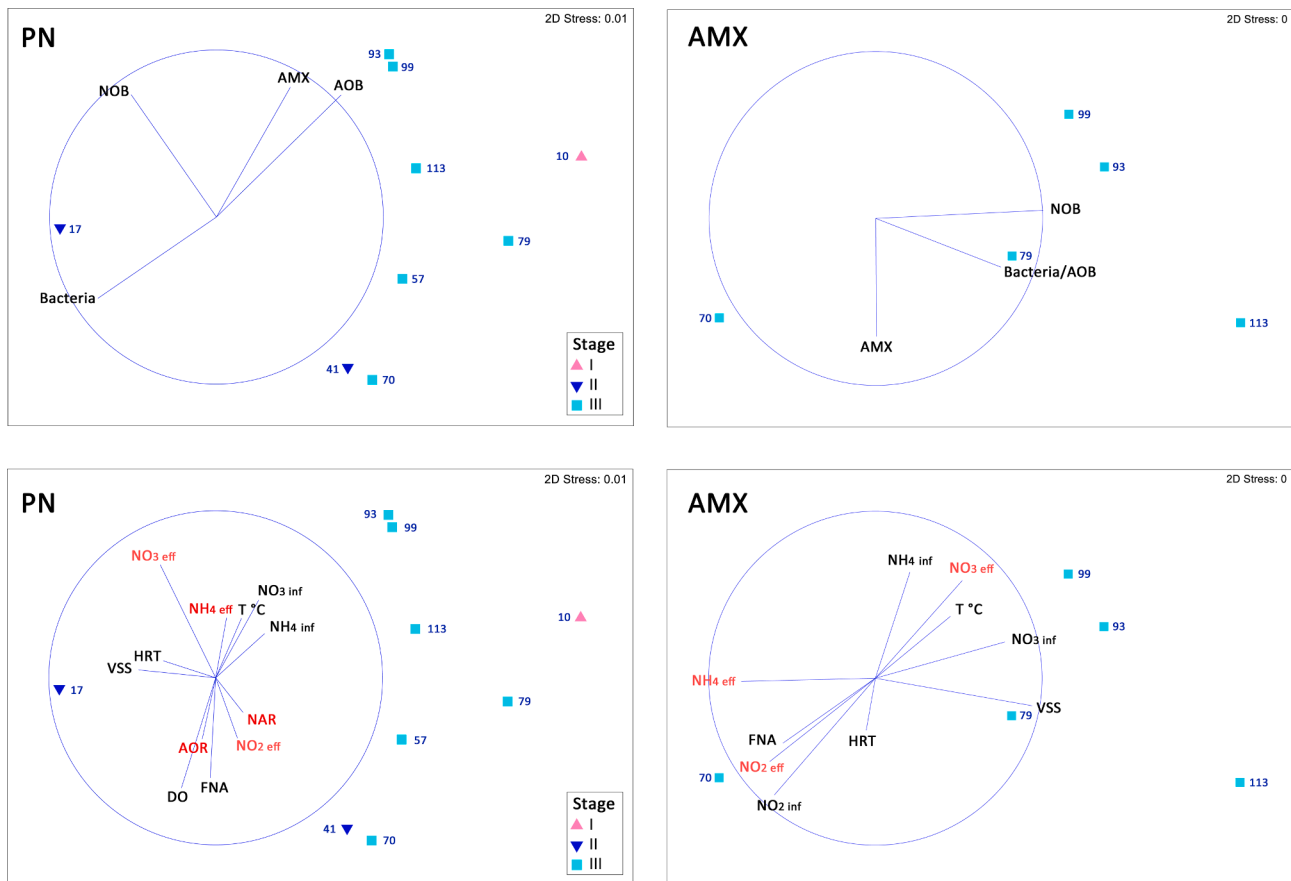 2D Stress: 0.01
PN
93
99
AMX
AOB
NOB
10
113
17
79
57
Bacteria
41
70
Stage
I
II
III
2D Stress: 0
AMX
99
93
NOB
79
Bacteria/AOB
70
113
AMX
2D Stress: 0.01
PN
93
99
NO3 eff
NO3 inf
NH4 eff
T °C
10
NH4 inf
113
HRT
VSS
17
79
NAR
57
AOR
NO2 eff
FNA
DO
41
70
Stage
I
II
III
2D Stress: 0
AMX
NH4 inf
NO3 eff
99
T °C
93
NO3 inf
NH4 eff
VSS
79
FNA
HRT
NO2 eff
70
113
NO2 inf